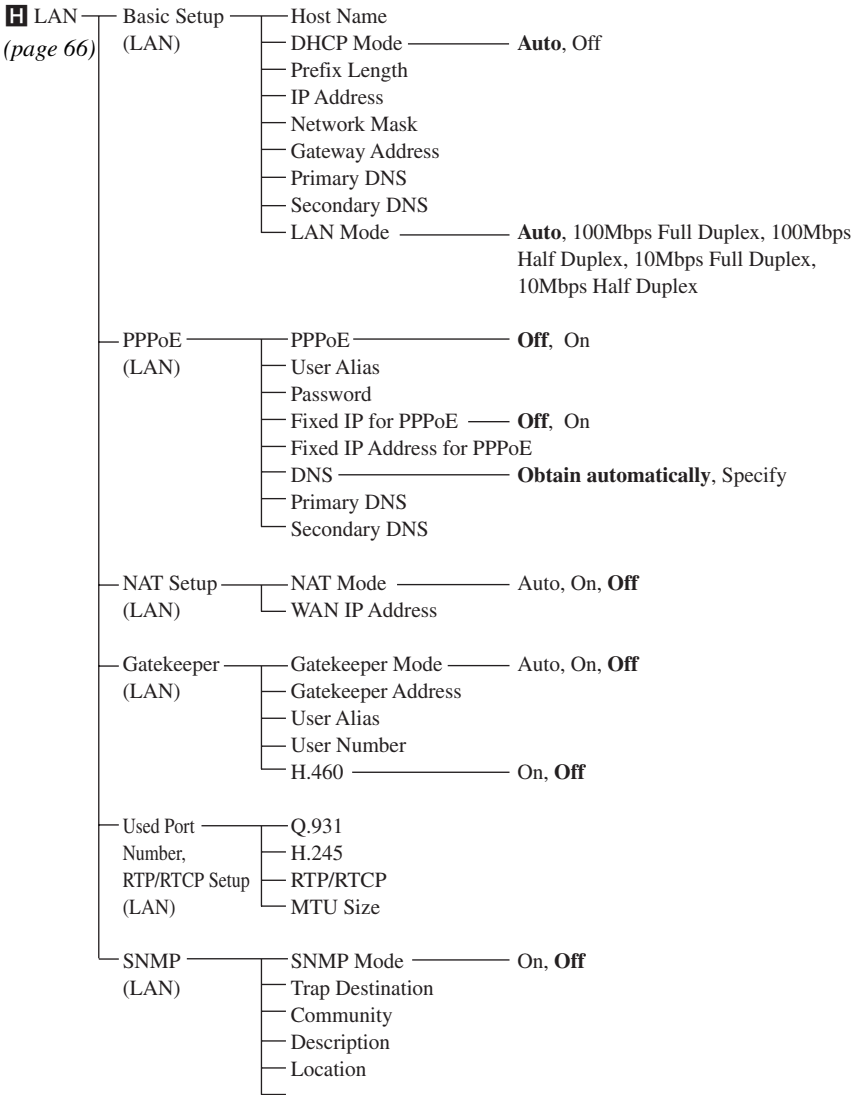 H LAN
(page 66)
Basic Setup
(LAN)
Host Name
DHCP Mode
Auto, Off
Prefix Length
IP Address
Network Mask
Gateway Address
Primary DNS
Secondary DNS
LAN Mode
Auto, 100Mbps Full Duplex, 100Mbps
Half Duplex, 10Mbps Full Duplex,
10Mbps Half Duplex
PPPoE
(LAN)
PPPoE
Off, On
User Alias
Password
Fixed IP for PPPoE
Off, On
Fixed IP Address for PPPoE
DNS
Obtain automatically, Specify
Primary DNS
Secondary DNS
NAT Setup
(LAN)
NAT Mode
Auto, On, Off
WAN IP Address
Gatekeeper
(LAN)
Gatekeeper Mode
Auto, On, Off
Gatekeeper Address
User Alias
User Number
H.460
On, Off
Used Port
Number,
RTP/RTCP Setup
(LAN)
Q.931
H.245
RTP/RTCP
MTU Size
SNMP
(LAN)
SNMP Mode
On, Off
Trap Destination
Community
Description
Location